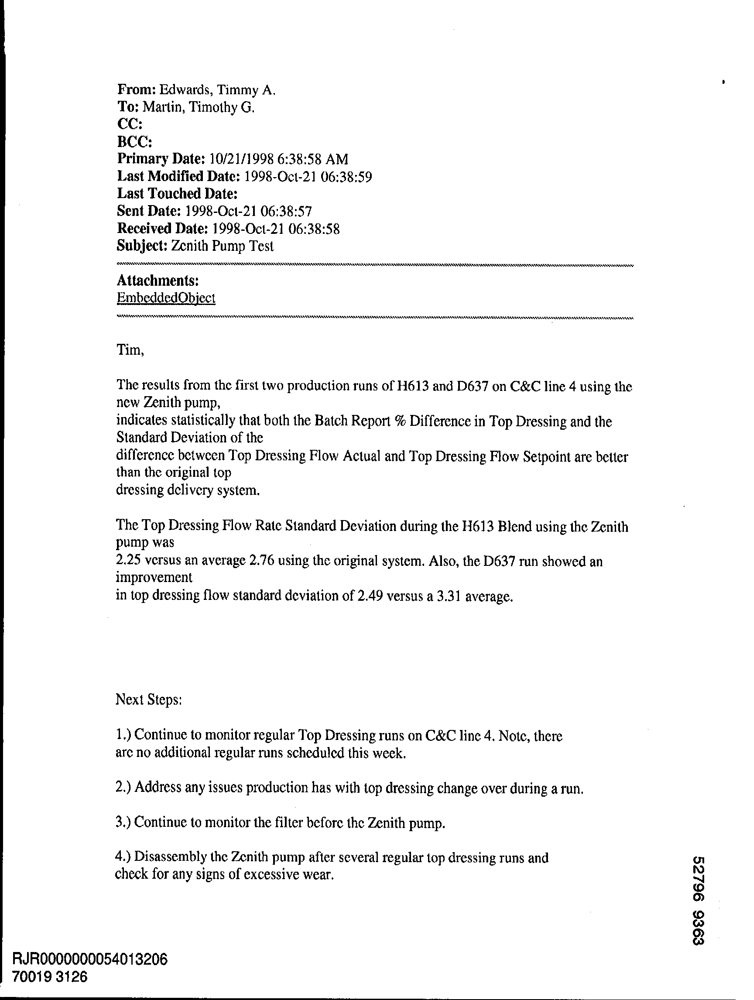 From: Edwards, Timmy A.
To: Martin, Timothy G.
CC:
BCC:
Primary Date: 10/21/1998 6:38:58 AM
Last Modified Date: 1998-Oct-21 06:38:59
Last Touched Date:
Sent Date: 1998-Oct-21 06:38:57
Received Date: 1998-Oct-21 06:38:58
Subject: Zenith Pump Test
Attachments:
EmbeddedObject
Tim,
The results from the first two production runs of H613 and D637 on C&C line 4 using the
new Zenith pump,
indicates statistically that both the Batch Report % Difference in Top Dressing and the
Standard Deviation of the
difference between Top Dressing Flow Actual and Top Dressing Flow Setpoint are better
than the original top
dressing delivery system.
The Top Dressing Flow Rate Standard Deviation during the H613 Blend using the Zenith
pump was
2.25 versus an average 2.76 using the original system. Also, the D637 run showed an
improvement
in top dressing flow standard deviation of 2.49 versus a 3.31 average.
Next Steps:
1.) Continue to monitor regular Top Dressing runs on C&C line 4. Note, there
are no additional regular runs scheduled this week.
2.) Address any issues production has with top dressing change over during a run.
3.) Continue to monitor the filter before the Zenith pump.
4.) Disassembly the Zenith pump after several regular top dressing runs and
check for any signs of excessive wear.
52796 9363
RJR0000000054013206
70019 3126